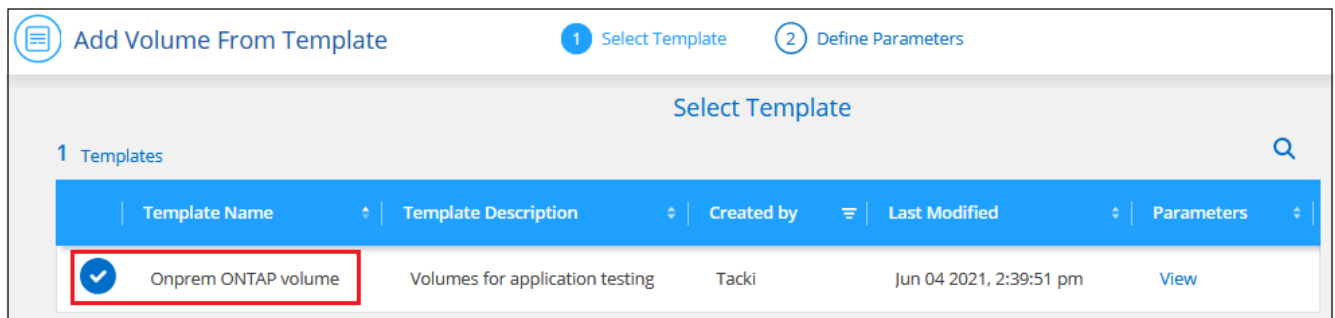 Add Volume From Template 1 Select Template 2 Define Parameters
Select Template
1 Templates
Template Name Template Description Created by Last Modified Parameters
Onprem ONTAP volume Volumes for application testing Tacki Jun 04 2021, 2:39:51 pm View